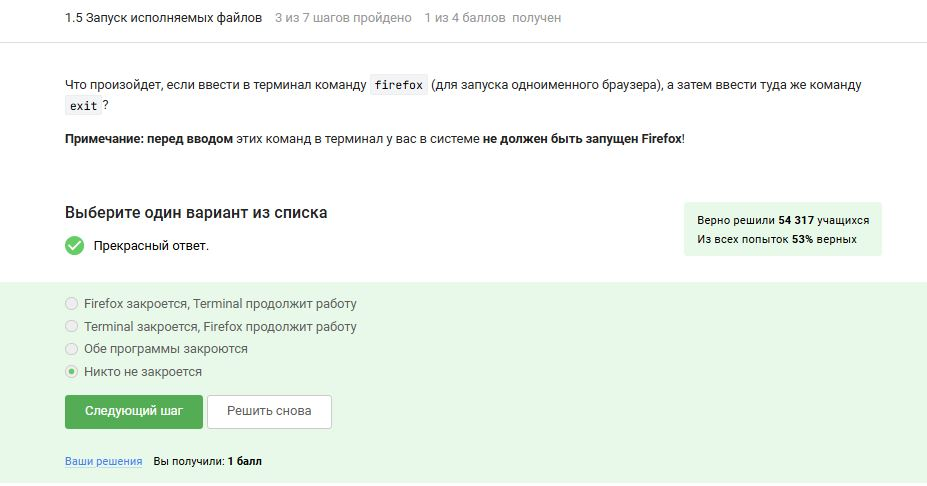 1.5 Запуск исполняемых файлов 3 из 7 шагов пройдено 1 из 4 баллов получен
Что произойдет, если ввести в терминал команду firefox (для запуска одноименного браузера), а затем ввести туда же команду
exit ?
Примечание: перед вводом этих команд в терминал у вас в системе не должен быть запущен Firefox!
Выберите один вариант из списка
Верно решили 54 317 учащихся
Из всех попыток 53% верных
Прекрасный ответ.
Firefox закроется, Terminal продолжит работу
Terminal закроется, Firefox продолжит работу
Обе программы закроются
Никто не закроется
Следующий шаг Решить снова
Ваши решения Вы получили: 1 балл